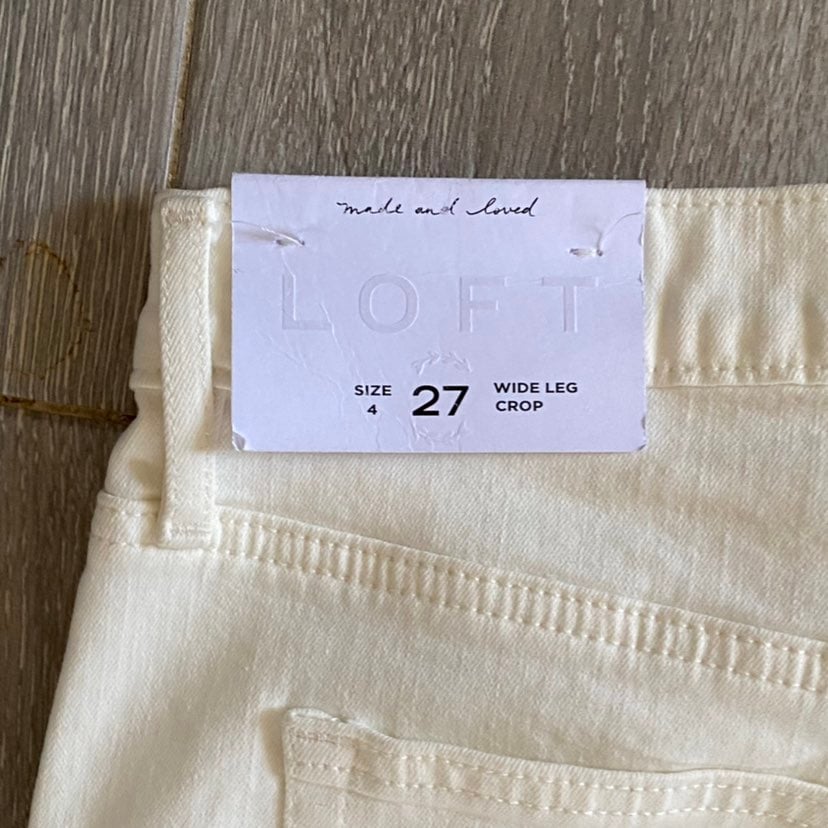 made and loved
LOFT
SIZE 4 27 WIDE LEG CROP